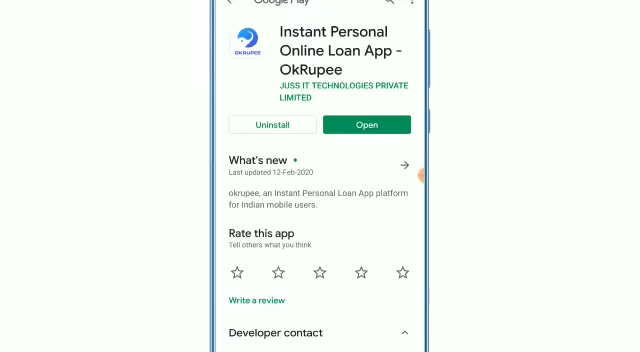 Google Play
Instant Personal
Online Loan App -
OkRupee
OKRUPEE
JUSS IT TECHNOLOGIES PRIVATE
LIMITED
Uninstall
Open
What's new
Last updated 12-Feb-2020
okrupee, an Instant Personal Loan App platform
for Indian mobile users.
Rate this app
Tell others what you think
Write a review
Developer contact